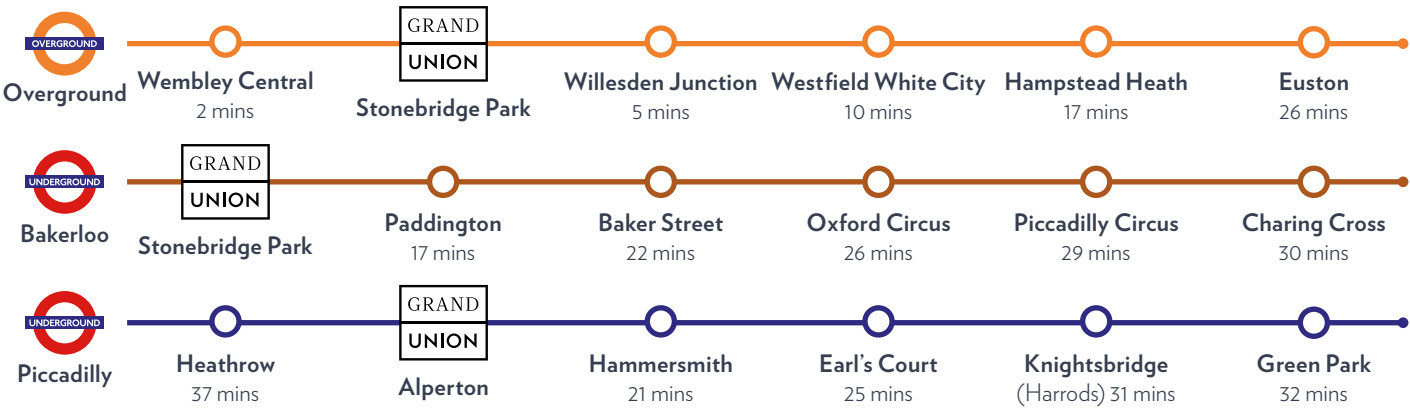 OVERGROUND
Overground
Wembley Central
2 mins
GRAND
UNION
Stonebridge Park
Willesden Junction
5 mins
Westfield White City
10 mins
Hampstead Heath
17 mins
Euston
26 mins
UNDERGROUND
Bakerloo
GRAND
UNION
Stonebridge Park
Paddington
17 mins
Baker Street
22 mins
Oxford Circus
26 mins
Piccadilly Circus
29 mins
Charing Cross
30 mins
UNDERGROUND
Piccadilly
Heathrow
37 mins
GRAND
UNION
Alperton
Hammersmith
21 mins
Earl's Court
25 mins
Knightsbridge
(Harrods) 31 mins
Green Park
32 mins